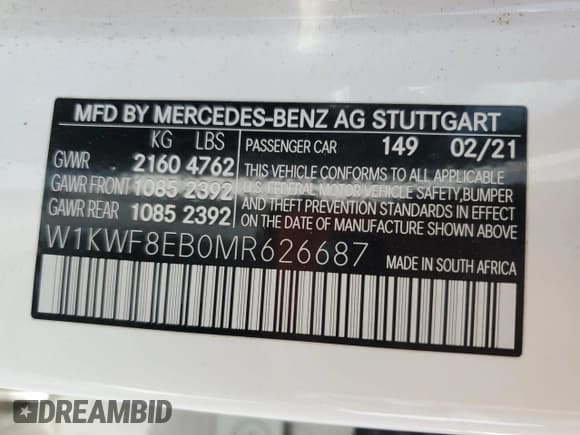 MFD BY MERCEDES-BENZ AG STUTTGART
KG LBS
GVWR 2160 4762
GAWR FRONT 1085 2392
GAWR REAR 1085 2392
PASSENGER CAR 149 02/21
THIS VEHICLE CONFORMS TO ALL APPLICABLE
U.S. FEDERAL MOTOR VEHICLE SAFETY, BUMPER
AND THEFT PREVENTION STANDARDS IN EFFECT
ON THE DATE OF MANUFACTURE SHOWN ABOVE
W1KWF8EB0MR626687
MADE IN SOUTH AFRICA
DREAMBID